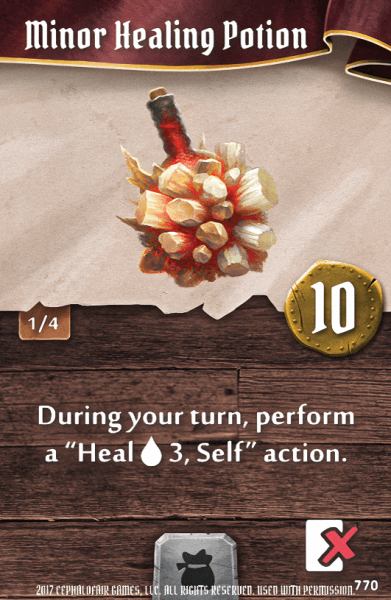 Minor Healing Potion
1/4
10
During your turn, perform
a “Heal 3, Self” action.
2017 CEPHALOFAIR GAMES, LLC. ALL RIGHTS RESERVED. USED WITH PERMISSION.
770